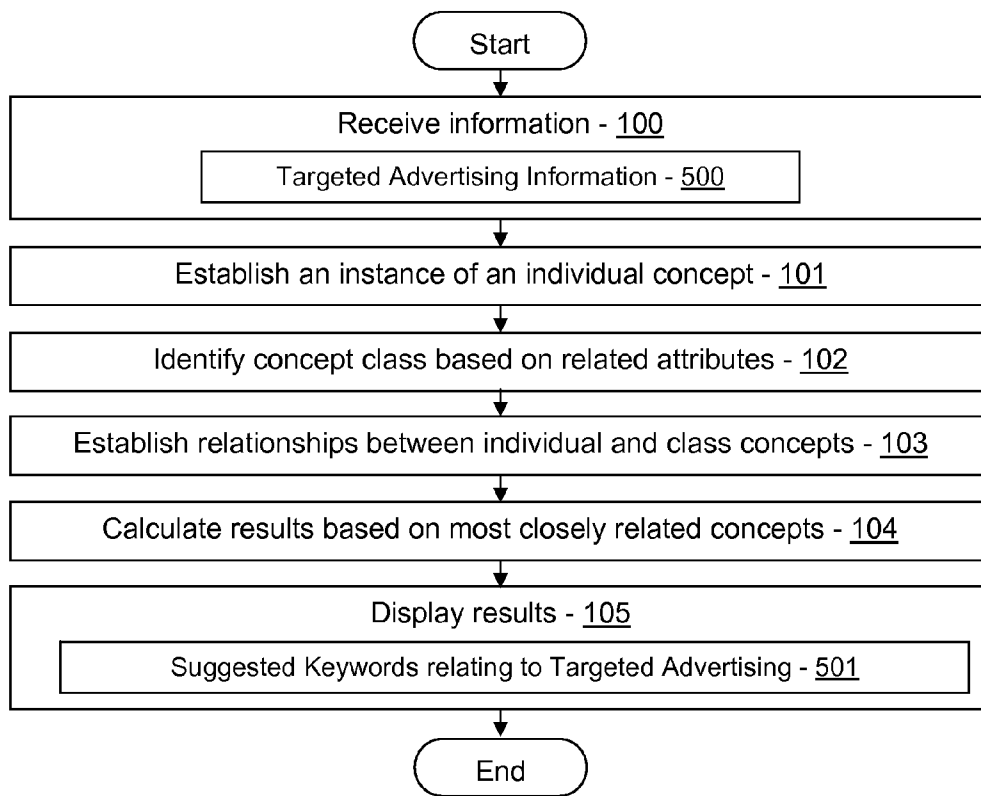 Start
Receive information - 100
Targeted Advertising Information - 500
Establish an instance of an individual concept - 101
Identify concept class based on related attributes - 102
Establish relationships between individual and class concepts - 103
Calculate results based on most closely related concepts - 104
Display results - 105
Suggested Keywords relating to Targeted Advertising - 501
End